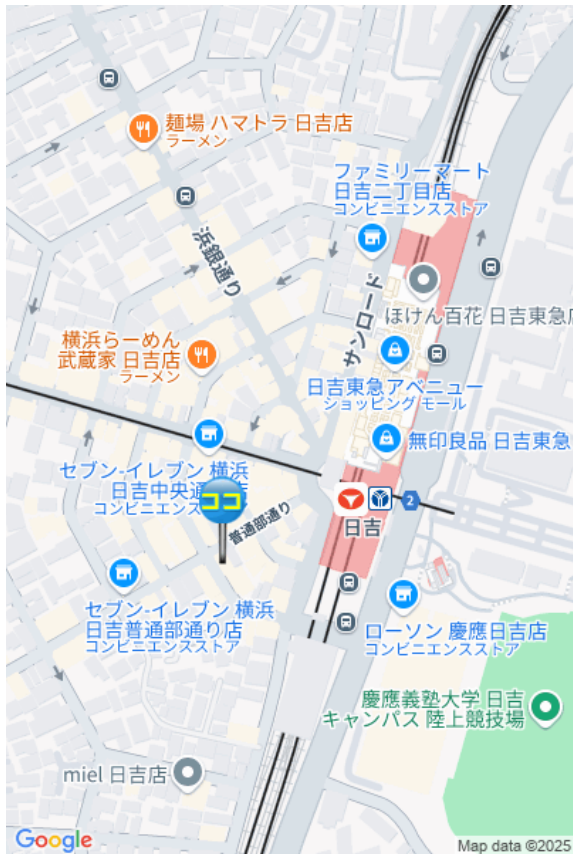 麺場 ハマトラ 日吉店
ラーメン
ファミリーマート
日吉二丁目店
コンビニエンスストア
浜銀通り
サンロード
ほけん百花 日吉東急店
横浜らーめん
武蔵家 日吉店
ラーメン
日吉東急アベニュー
ショッピング モール
無印良品 日吉東急
セブン-イレブン 横浜
日吉中央通り店
コンビニエンスストア
ココ
普通部通り
2
日吉
セブン-イレブン 横浜
日吉普通部通り店
コンビニエンスストア
ローソン 慶應日吉店
コンビニエンスストア
慶應義塾大学 日吉
キャンパス 陸上競技場
miel 日吉店
Google
Map data ©2025